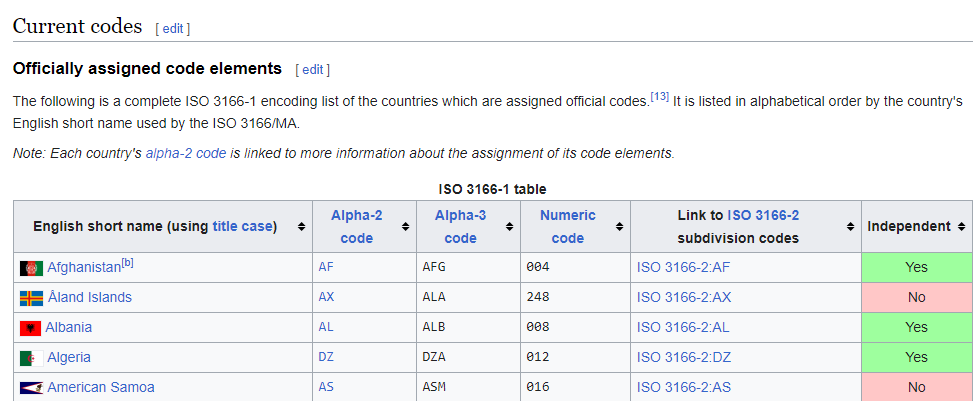 Current codes [ edit ]
Officially assigned code elements [ edit ]
The following is a complete ISO 3166-1 encoding list of the countries which are assigned official codes.[13] It is listed in alphabetical order by the country's
English short name used by the ISO 3166/MA.
Note: Each country's alpha-2 code is linked to more information about the assignment of its code elements.
ISO 3166-1 table
English short name (using title case) Alpha-2 code Alpha-3 code Numeric code Link to ISO 3166-2 subdivision codes Independent
Afghanistan[b] AF AFG 004 ISO 3166-2:AF Yes
Åland Islands AX ALA 248 ISO 3166-2:AX No
Albania AL ALB 008 ISO 3166-2:AL Yes
Algeria DZ DZA 012 ISO 3166-2:DZ Yes
American Samoa AS ASM 016 ISO 3166-2:AS No